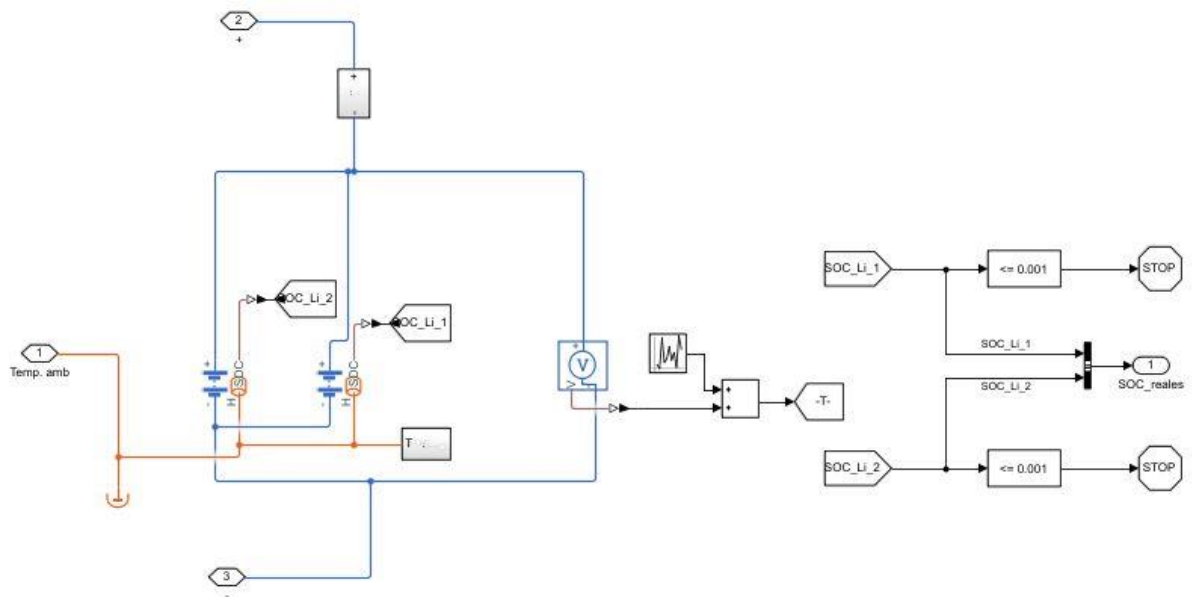 2
+
+
-
SOC_Li_2
SOC_Li_1
1
Temp. amb
+
-
SOC
H
+
-
SOC
H
T
+
V
V
-
+
+
-T-
3
-
SOC_Li_1
<= 0.001
STOP
SOC_Li_1
SOC_Li_2
1
SOC_reales
SOC_Li_2
<= 0.001
STOP